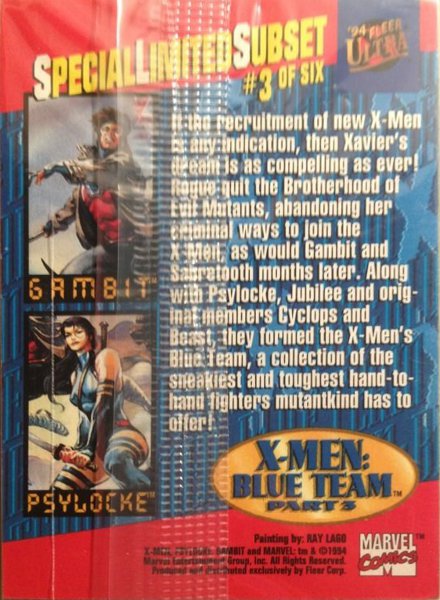 '94 FLEER
ULTRA
SPECIAL LIMITED SUBSET
#3 OF SIX
If the recruitment of new X-Men
is any indication, then Xavier's
dream is as compelling as ever!
Rogue quit the Brotherhood of
Evil Mutants, abandoning her
criminal ways to join the
X-Men, as would Gambit and
Sabretooth months later. Along
with Psylocke, Jubilee and orig-
inal members Cyclops and
Beast, they formed the X-Men's
Blue Team, a collection of the
sneakiest and toughest hand-to-
hand fighters mutantkind has to
offer!
GAMBIT™
PSYLOCKE™
X-MEN:
BLUE TEAM™
PART 3
Painting by: RAY LAGO
X-MEN, PSYLOCKE, GAMBIT and MARVEL: tm & ©1994
Marvel Entertainment Group, Inc. All Rights Reserved.
Produced and distributed exclusively by Fleer Corp.
MARVEL
COMICS™